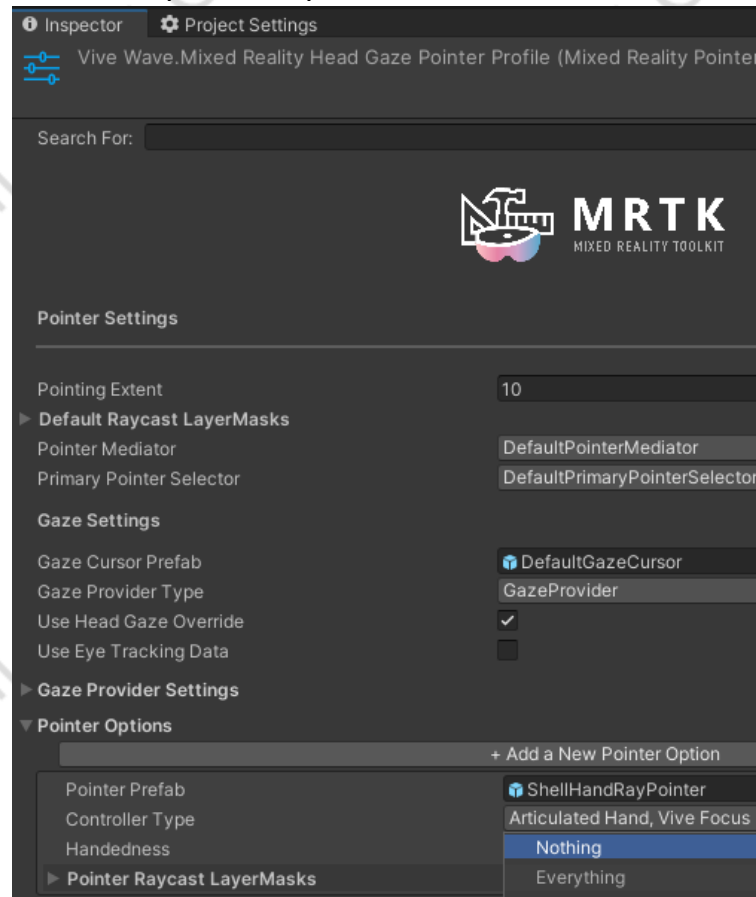 Inspector Project Settings
Vive Wave.Mixed Reality Head Gaze Pointer Profile (Mixed Reality Pointer
Search For:
MRTK
MIXED REALITY TOOLKIT
Pointer Settings
Pointing Extent 10
Default Raycast LayerMasks
Pointer Mediator DefaultPointerMediator
Primary Pointer Selector DefaultPrimaryPointerSelector
Gaze Settings
Gaze Cursor Prefab DefaultGazeCursor
Gaze Provider Type GazeProvider
Use Head Gaze Override
Use Eye Tracking Data
Gaze Provider Settings
Pointer Options
+ Add a New Pointer Option
Pointer Prefab ShellHandRayPointer
Controller Type Articulated Hand, Vive Focus
Handedness Nothing
Pointer Raycast LayerMasks Everything